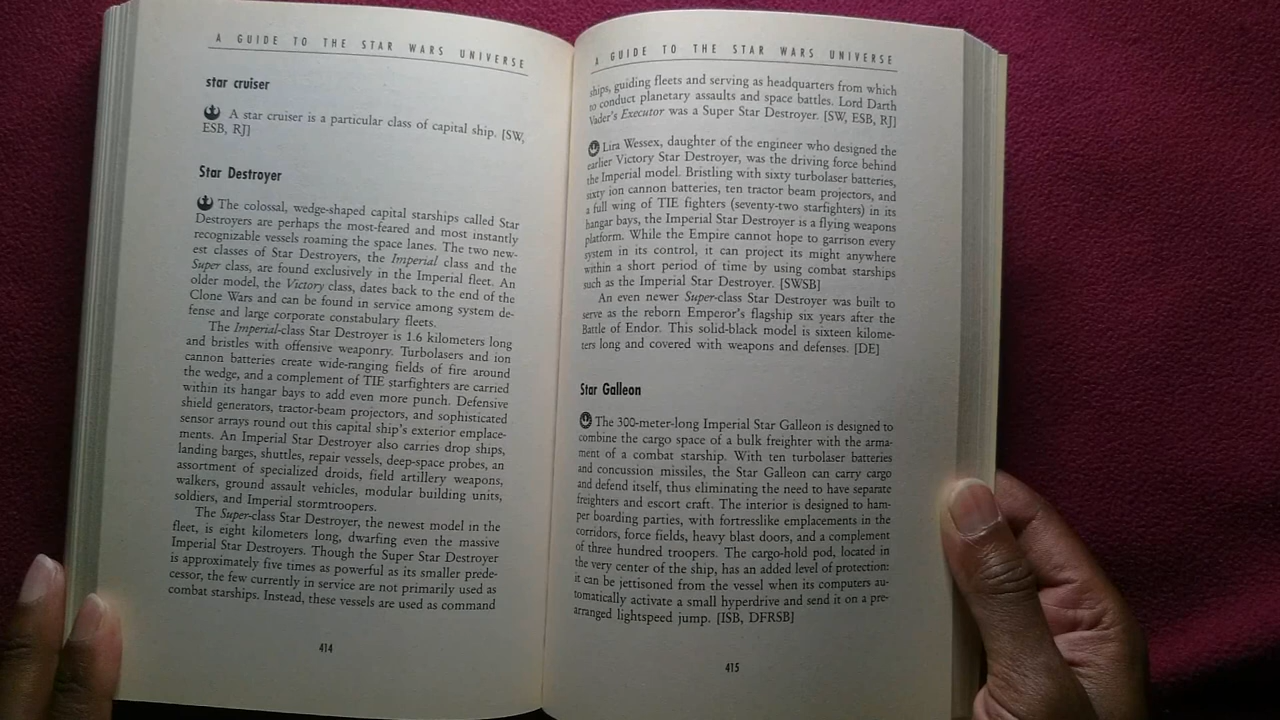 A GUIDE TO THE STAR WARS UNIVERSE
star cruiser
A star cruiser is a particular class of capital ship. [SW,
ESB, RJ]
Star Destroyer
The colossal, wedge-shaped capital starships called Star
Destroyers are perhaps the most-feared and most instantly
recognizable vessels roaming the space lanes. The two new-
est classes of Star Destroyers, the Imperial class and the
Super class, are found exclusively in the Imperial fleet. An
older model, the Victory class, dates back to the end of the
Clone Wars and can be found in service among system de-
fense and large corporate constabulary fleets.
The Imperial-class Star Destroyer is 1.6 kilometers long
and bristles with offensive weaponry. Turbolasers and ion
cannon batteries create wide-ranging fields of fire around
the wedge, and a complement of TIE starfighters are carried
within its hangar bays to add even more punch. Defensive
shield generators, tractor-beam projectors, and sophisticated
sensor arrays round out this capital ship's exterior emplace-
ments. An Imperial Star Destroyer also carries drop ships,
landing barges, shuttles, repair vessels, deep-space probes, an
assortment of specialized droids, field artillery weapons,
walkers, ground assault vehicles, modular building units,
soldiers, and Imperial stormtroopers.
The Super-class Star Destroyer, the newest model in the
fleet, is eight kilometers long, dwarfing even the massive
Imperial Star Destroyers. Though the Super Star Destroyer
is approximately five times as powerful as its smaller prede-
cessor, the few currently in service are not primarily used as
combat starships. Instead, these vessels are used as command
414
A GUIDE TO THE STAR WARS UNIVERSE
ships, guiding fleets and serving as headquarters from which
to conduct planetary assaults and space battles. Lord Darth
Vader's Executor was a Super Star Destroyer. [SW, ESB, RJ]
Lira Wessex, daughter of the engineer who designed the
earlier Victory Star Destroyer, was the driving force behind
the Imperial model. Bristling with sixty turbolaser batteries,
sixty ion cannon batteries, ten tractor beam projectors, and
a full wing of TIE fighters (seventy-two starfighters) in its
hangar bays, the Imperial Star Destroyer is a flying weapons
platform. While the Empire cannot hope to garrison every
system in its control, it can project its might anywhere
within a short period of time by using combat starships
such as the Imperial Star Destroyer. [SWSB]
An even newer Super-class Star Destroyer was built to
serve as the reborn Emperor's flagship six years after the
Battle of Endor. This solid-black model is sixteen kilome-
ters long and covered with weapons and defenses. [DE]
Star Galleon
The 300-meter-long Imperial Star Galleon is designed to
combine the cargo space of a bulk freighter with the arma-
ment of a combat starship. With ten turbolaser batteries
and concussion missiles, the Star Galleon can carry cargo
and defend itself, thus eliminating the need to have separate
freighters and escort craft. The interior is designed to ham-
per boarding parties, with fortresslike emplacements in the
corridors, force fields, heavy blast doors, and a complement
of three hundred troopers. The cargo-hold pod, located in
the very center of the ship, has an added level of protection:
it can be jettisoned from the vessel when its computers au-
tomatically activate a small hyperdrive and send it on a pre-
arranged lightspeed jump. [ISB, DFRSB]
415